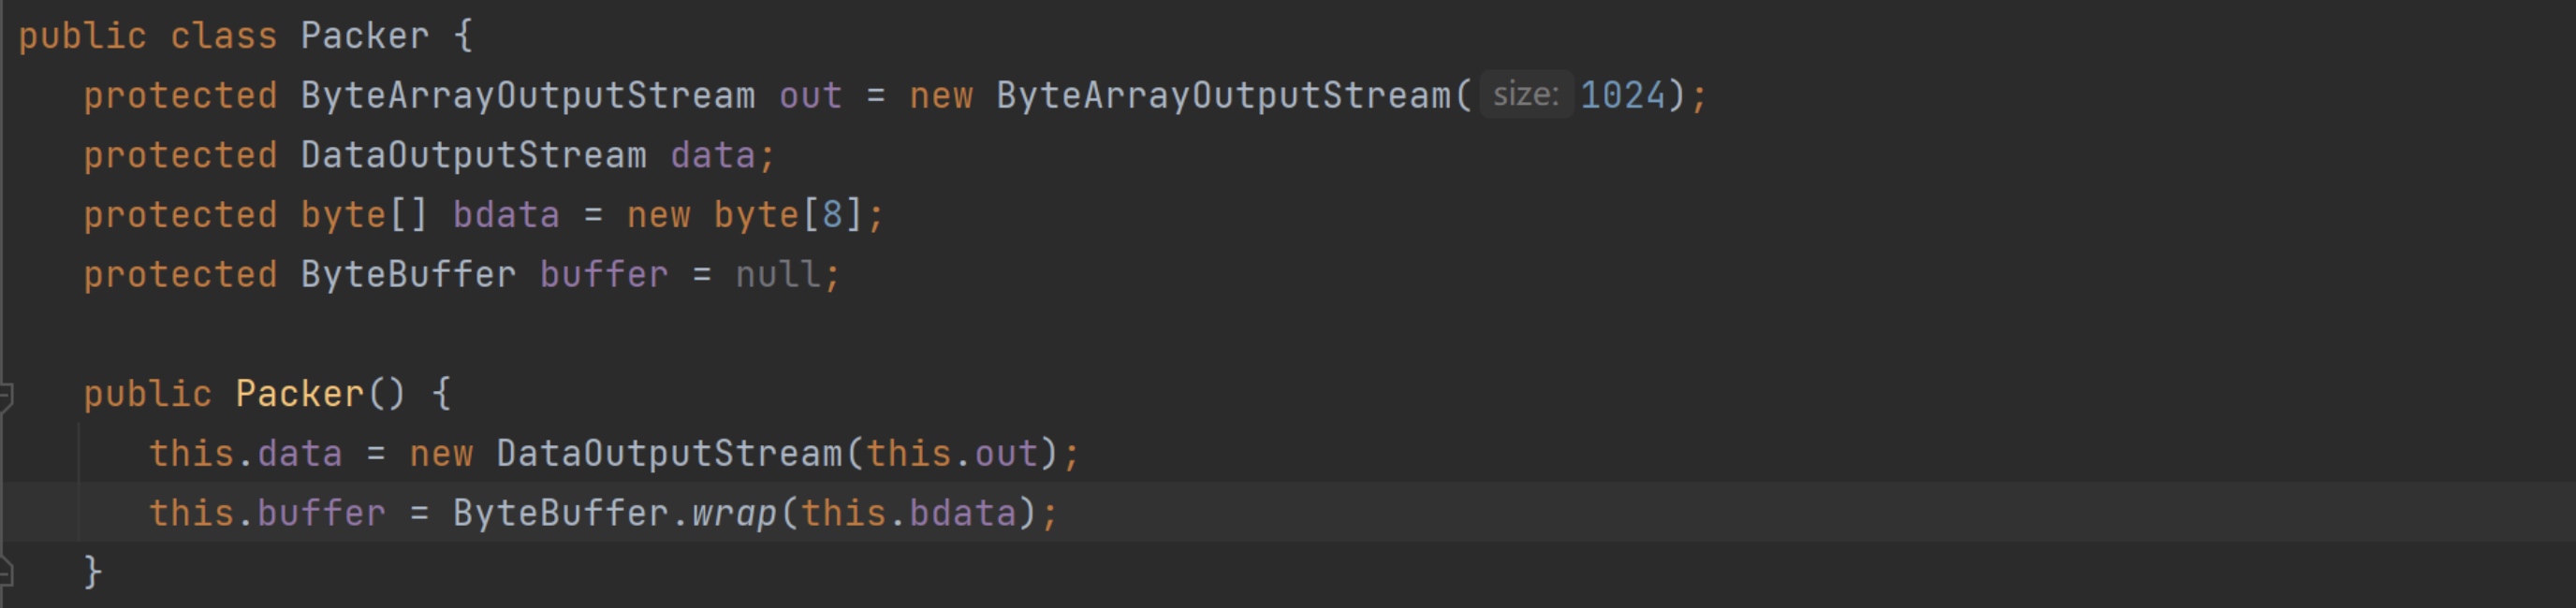 public class Packer {
protected ByteArrayOutputStream out = new ByteArrayOutputStream( size: 1024);
protected DataOutputStream data;
protected byte[] bdata = new byte[8];
protected ByteBuffer buffer = null;
public Packer() {
this.data = new DataOutputStream(this.out);
this.buffer = ByteBuffer.wrap(this.bdata);
}